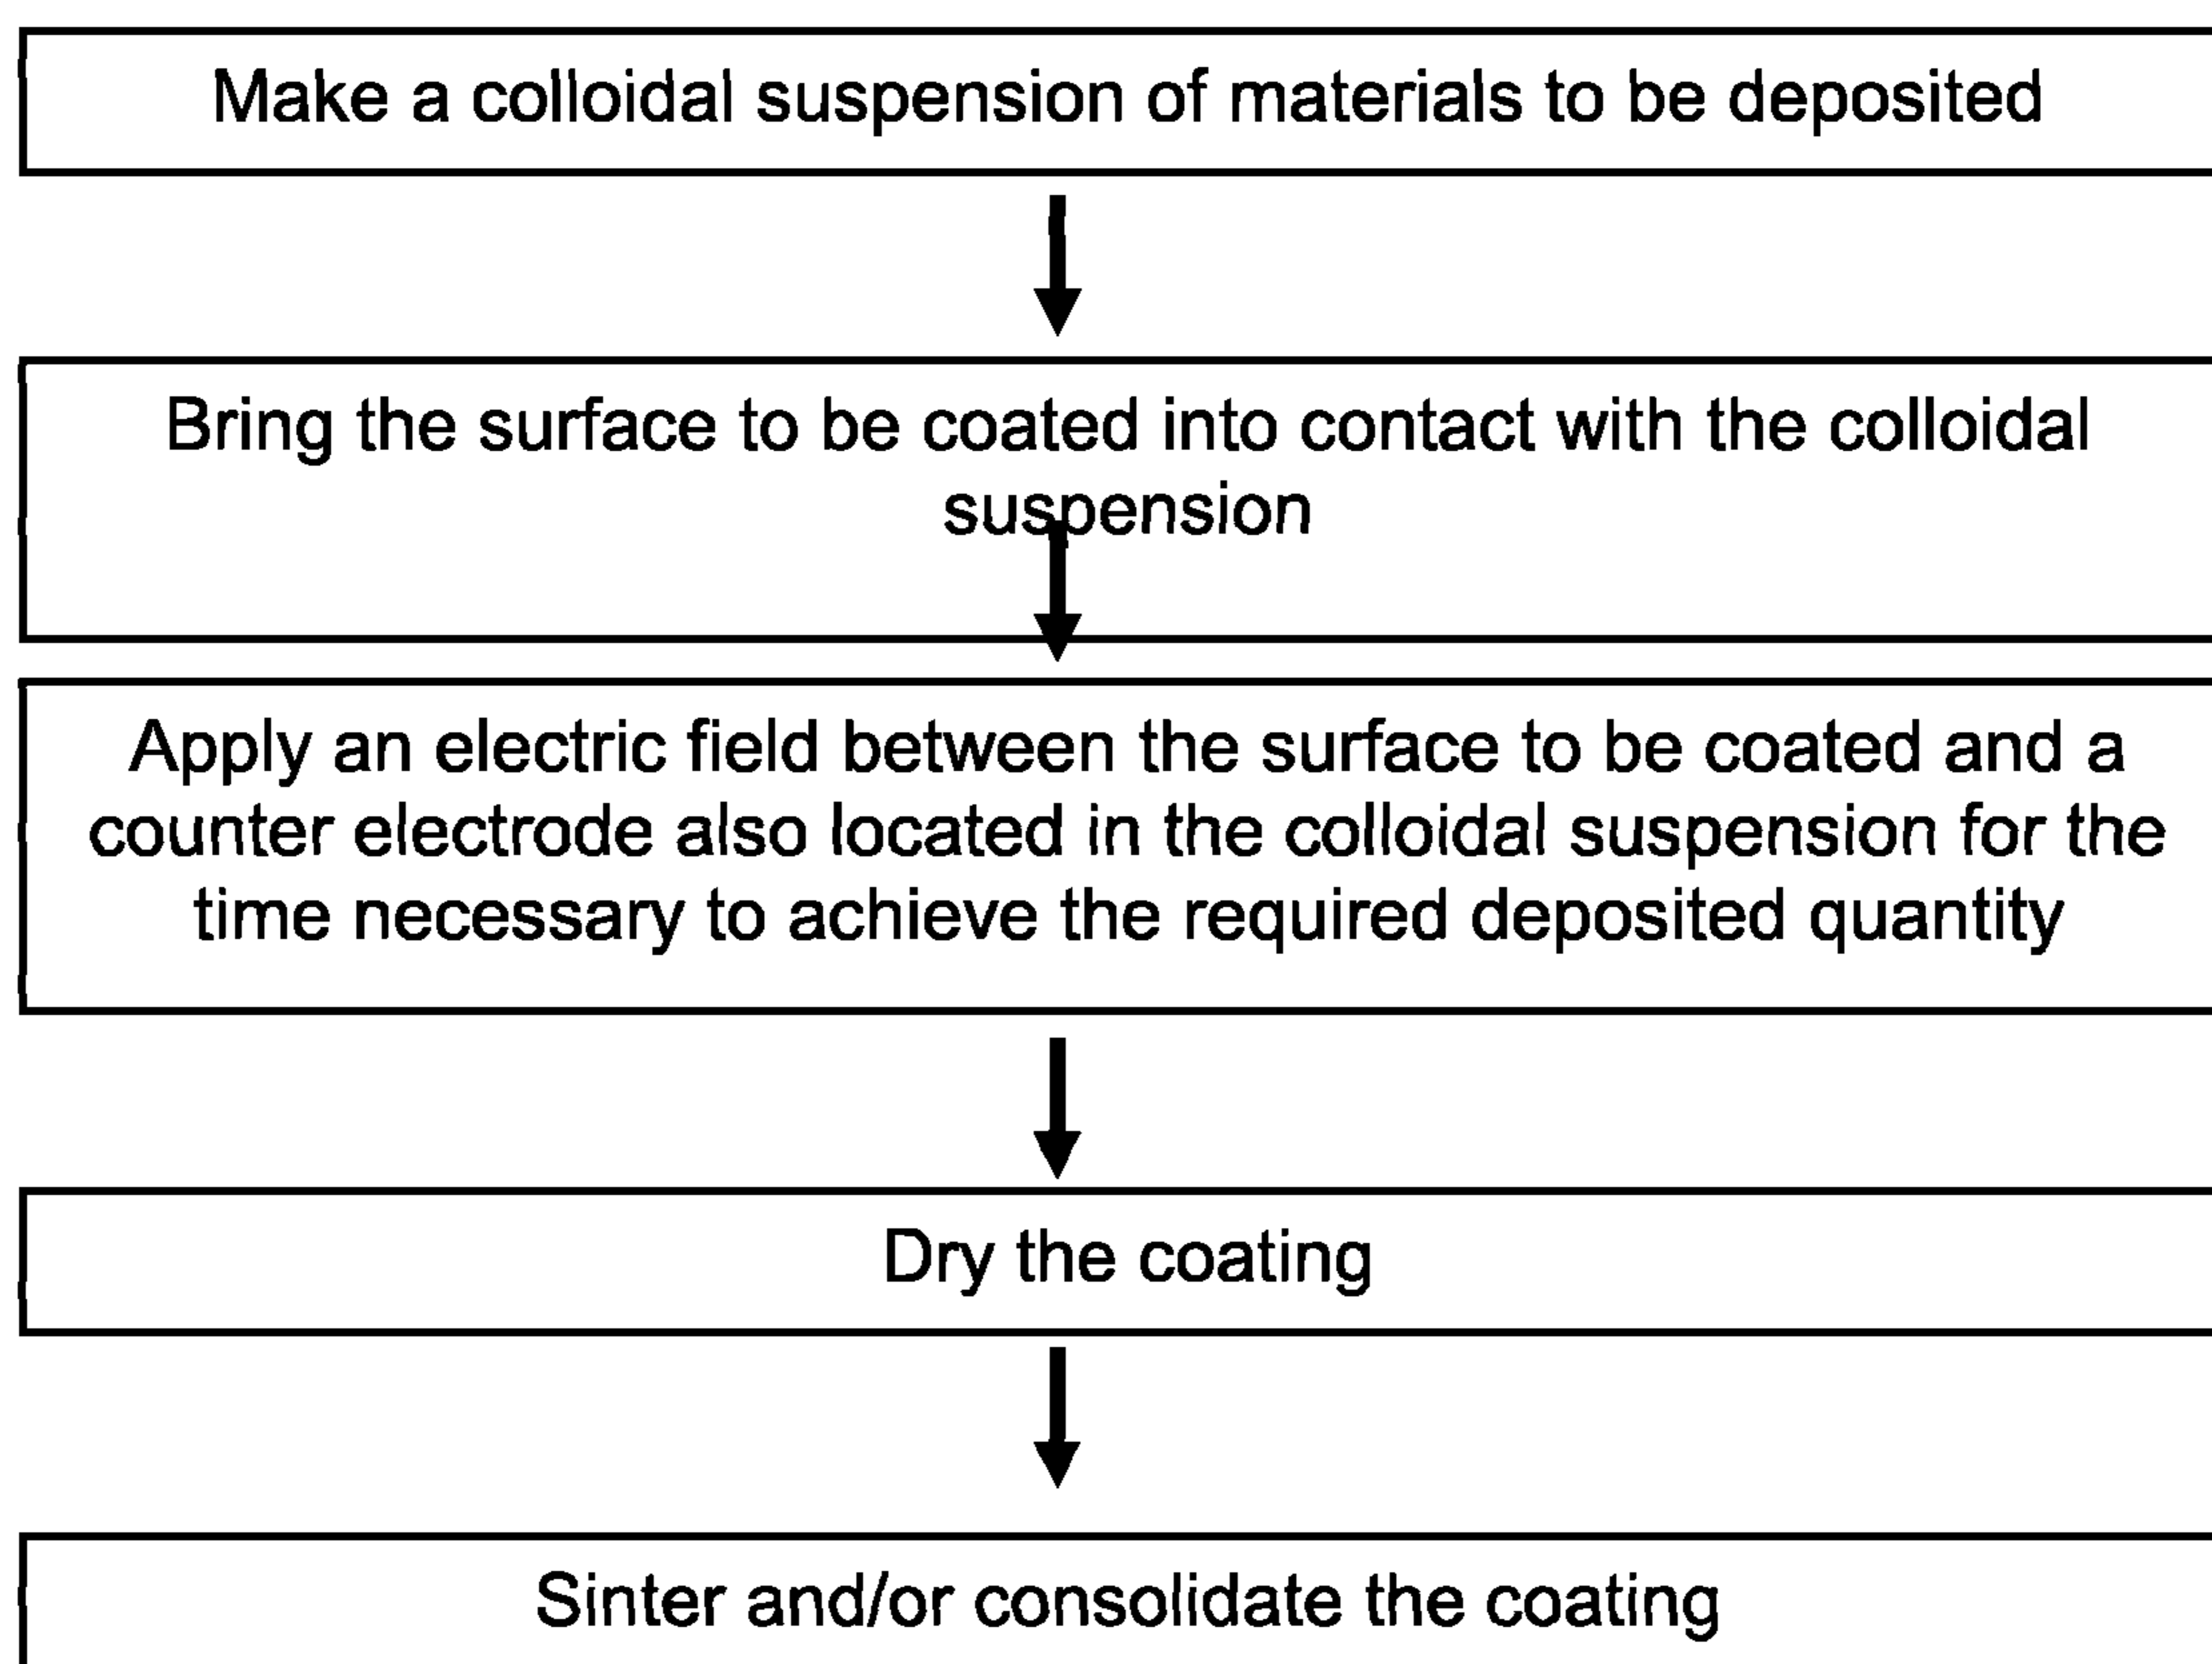 Make a colloidal suspension of materials to be deposited
Bring the surface to be coated into contact with the colloidal
suspension
Apply an electric field between the surface to be coated and a
counter electrode also located in the colloidal suspension for the
time necessary to achieve the required deposited quantity
Dry the coating
Sinter and/or consolidate the coating